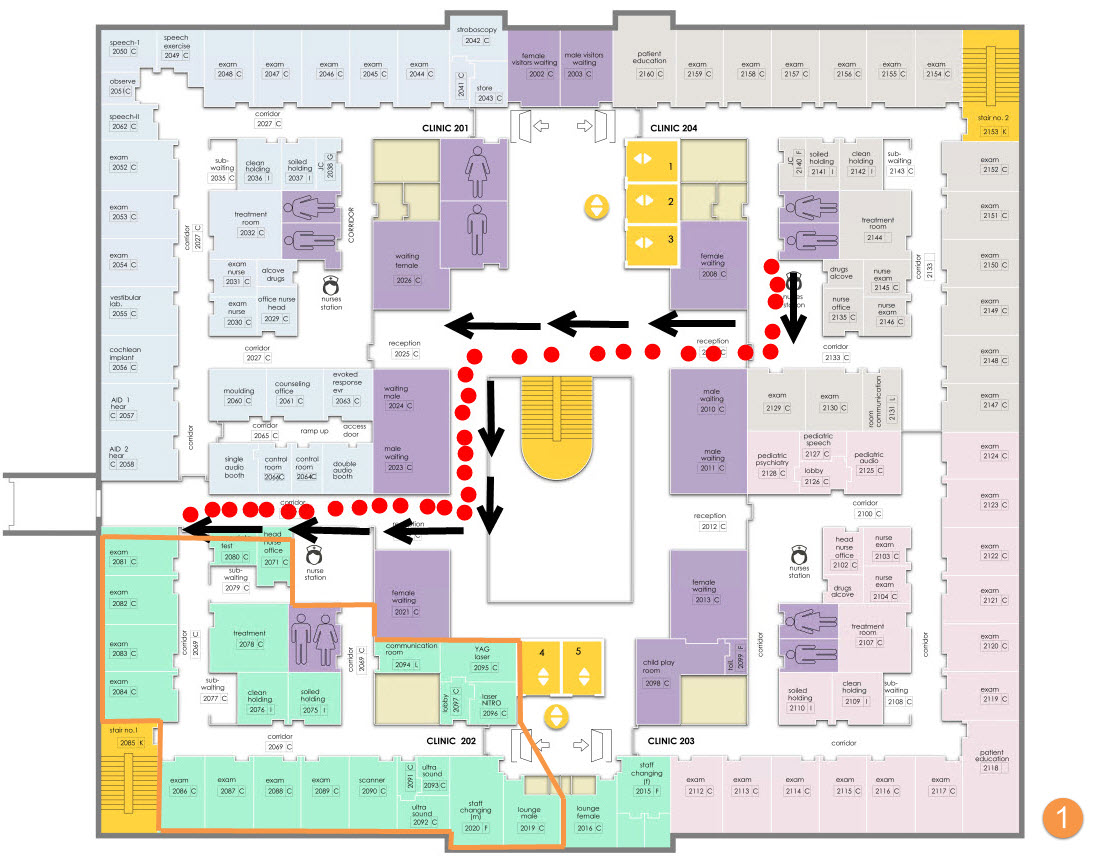 speech-1
2050 C
speech
exercise
2049 C
exam
2048 C
exam
2047 C
exam
2046 C
exam
2045 C
exam
2044 C
stroboscopy
2042 C
2041 C
store
2043 C
female
visitors waiting
2002 C
male visitors
waiting
2003 C
patient
education
2160 C
exam
2159 C
exam
2158 C
exam
2157 C
exam
2156 C
exam
2155 C
exam
2154 C
stair no. 2
2153 K
observe
2051C
speech-II
2062 C
exam
2052 C
exam
2053 C
exam
2054 C
vestibular
lab.
2055 C
cochlean
implant
2056 C
AID 1
hear
C 2057
AID 2
hear
C 2058
corridor
2027 C
CLINIC 201
sub-
waiting
2035 C
clean
holding
2036 I
soiled
holding
2037 I
JC
2038 G
treatment
room
2032 C
CORRIDOR
corridor
2027 C
exam
nurse
2031 C
alcove
drugs
exam
nurse
2030 C
office nurse
head
2029 C
nurses
station
corridor
2027 C
waiting
female
2026 C
reception
2025 C
moulding
2060 C
counseling
office
2061 C
evoked
response
evr
2063 C
waiting
male
2024 C
male
waiting
2023 C
corridor
2065 C
ramp up
access
door
corridor
single
audio
booth
control
room
2066C
control
room
2064C
double
audio
booth
CLINIC 204
1
2
3
female
waiting
2008 C
JC
2140 F
soiled
holding
2141 I
clean
holding
2142 I
sub-
waiting
2143 C
treatment
room
2144
drugs
alcove
nurse
exam
2145 C
nurse
office
2135 C
nurse
exam
2146 C
corridor
2133
reception
corridor
2133 C
exam
2152 C
exam
2151 C
exam
2150 C
exam
2149 C
exam
2148 C
exam
2147 C
male
waiting
2010 C
male
waiting
2011 C
exam
2129 C
exam
2130 C
room
communication
2131 L
pediatric
psychiatry
2128 C
pediatric
speech
2127 C
lobby
2126 C
pediatric
audio
2125 C
exam
2124 C
exam
2123 C
exam
2122 C
exam
2121 C
exam
2120 C
exam
2119 C
patient
education
2118
corridor
2100 C
reception
2012 C
head
nurse
office
2102 C
nurse
exam
2103 C
nurse
exam
2104 C
drugs
alcove
nurses
station
treatment
room
2107 C
corridor
corridor
female
waiting
2013 C
child play
room
2098 C
toil.
2099 F
soiled
holding
2110 I
clean
holding
2109 I
sub-
waiting
2108 C
CLINIC 203
corridor
exam
2081 C
exam
2082 C
exam
2083 C
exam
2084 C
stair no.1
2085 K
test
2080 C
head
nurse
office
2071 C
sub-
waiting
2079 C
nurse
station
treatment
2078 C
corridor
2069 C
corridor
2069 C
sub-
waiting
2077 C
clean
holding
2076 I
soiled
holding
2075 I
female
waiting
2021 C
communication
room
2094 L
YAG
laser
2095 C
lobby
2097 C
laser
NITRO
2096 C
4
5
corridor
2069 C
CLINIC 202
exam
2086 C
exam
2087 C
exam
2088 C
exam
2089 C
scanner
2090 C
2091 C
ultra
sound
2093C
ultra
sound
2092 C
staff
changing
(m)
2020 F
lounge
male
2019 C
lounge
female
2016 C
staff
changing
(f)
2015 F
exam
2112 C
exam
2113 C
exam
2114 C
exam
2115 C
exam
2116 C
exam
2117 C
1